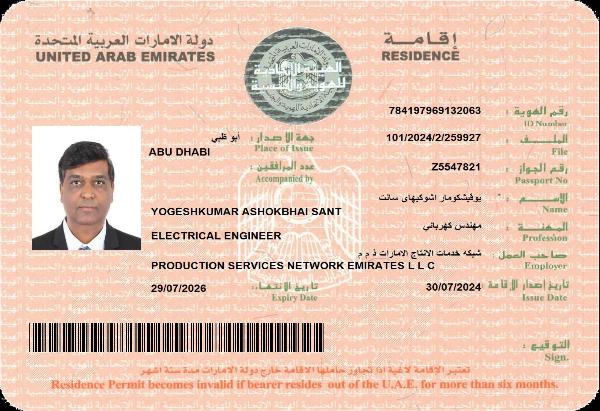 دولة الامارات العربية المتحدة
إقامة
UNITED ARAB EMIRATES
RESIDENCE
784197969132063
رقم الهوية :
ID Number
أبو ظبي
جهة الاصدار :
101/2024/2/259927
الملف :
ABU DHABI
Place of Issue
File
عدد المرافقين :
Z5547821
رقم الجواز :
Accompanied by
Passport No
يوفيشكومار اشوكبهاى سانت
الاسم :
YOGESHKUMAR ASHOKBHAI SANT
Name
مهندس كهربائي
المهنة :
ELECTRICAL ENGINEER
Profession
شبكه خدمات الانتاج الامارات ذ م م
صاحب العمل :
PRODUCTION SERVICES NETWORK EMIRATES L L C
Employer
29/07/2026
تاريخ الانتهاء :
30/07/2024
تاريخ إصدار الإقامة
Expiry Date
Issue Date
التوقيع :
Sign.
تعتبر الإقامة لاغية اذا تجاوز حاملها الاقامة خارج دولة الامارات مدة ستة اشهر
Residence Permit becomes invalid if bearer resides out of the U.A.E. for more than six months.